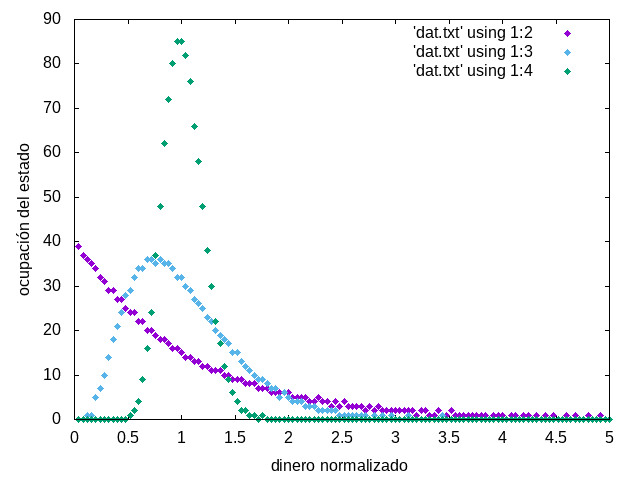 'dat.txt' using 1:2
'dat.txt' using 1:3
'dat.txt' using 1:4
90
80
70
60
50
40
30
20
10
0
ocupación del estado
0 0.5 1 1.5 2 2.5 3 3.5 4 4.5 5
dinero normalizado